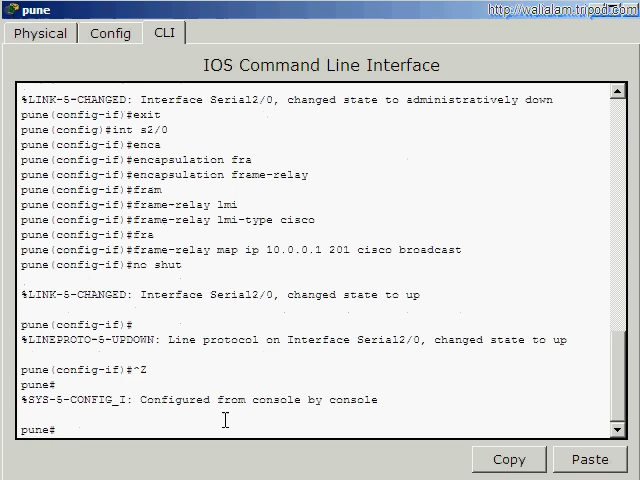 pune
http://walialam.tripod.com
Physical
Config
CLI
IOS Command Line Interface
%LINK-5-CHANGED: Interface Serial2/0, changed state to administratively down
pune(config-if)#exit
pune(config)#int s2/0
pune(config-if)#enca
pune(config-if)#encapsulation fra
pune(config-if)#encapsulation frame-relay
pune(config-if)#fram
pune(config-if)#frame-relay lmi
pune(config-if)#frame-relay lmi-type cisco
pune(config-if)#fra
pune(config-if)#frame-relay map ip 10.0.0.1 201 cisco broadcast
pune(config-if)#no shut
%LINK-5-CHANGED: Interface Serial2/0, changed state to up
pune(config-if)#
%LINEPROTO-5-UPDOWN: Line protocol on Interface Serial2/0, changed state to up
pune(config-if)#^Z
pune#
%SYS-5-CONFIG_I: Configured from console by console
pune#
Copy
Paste